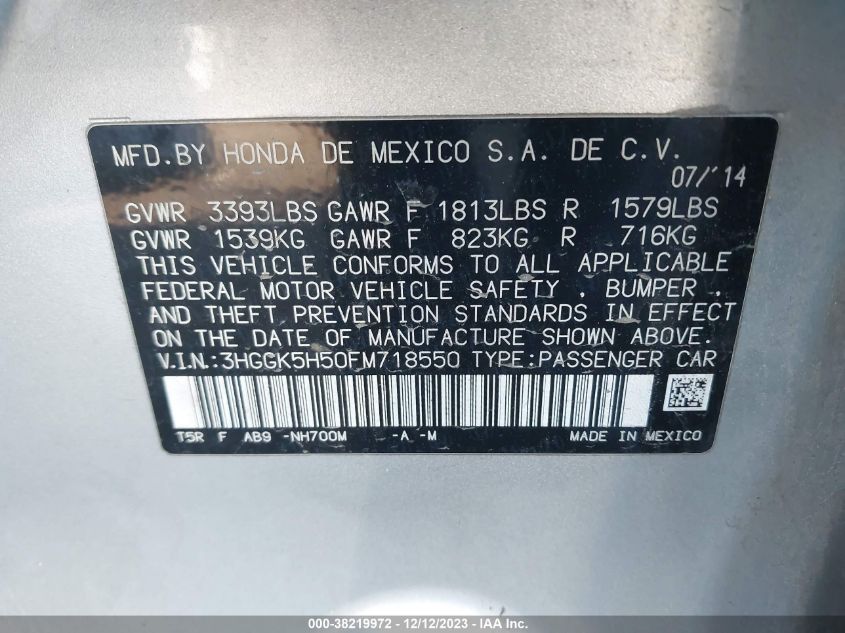 MFD.BY HONDA DE MEXICO S.A. DE C.V.
07/'14
GVWR 3393LBS GAWR F 1813LBS R 1579LBS
GVWR 1539KG GAWR F 823KG R 716KG
THIS VEHICLE CONFORMS TO ALL APPLICABLE
FEDERAL MOTOR VEHICLE SAFETY , BUMPER ,
AND THEFT PREVENTION STANDARDS IN EFFECT
ON THE DATE OF MANUFACTURE SHOWN ABOVE.
V.I.N.:3HGGK5H50FM718550 TYPE:PASSENGER CAR
T5R F AB9 -NH700M -A -M MADE IN MEXICO
000-38219972 - 12/12/2023 - IAA Inc.